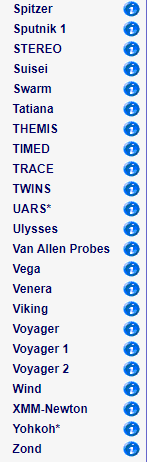 Spitzer
Sputnik 1
STEREO
Suisei
Swarm
Tatiana
THEMIS
TIMED
TRACE
TWINS
UARS*
Ulysses
Van Allen Probes
Vega
Venera
Viking
Voyager
Voyager 1
Voyager 2
Wind
XMM-Newton
Yohkoh*
Zond